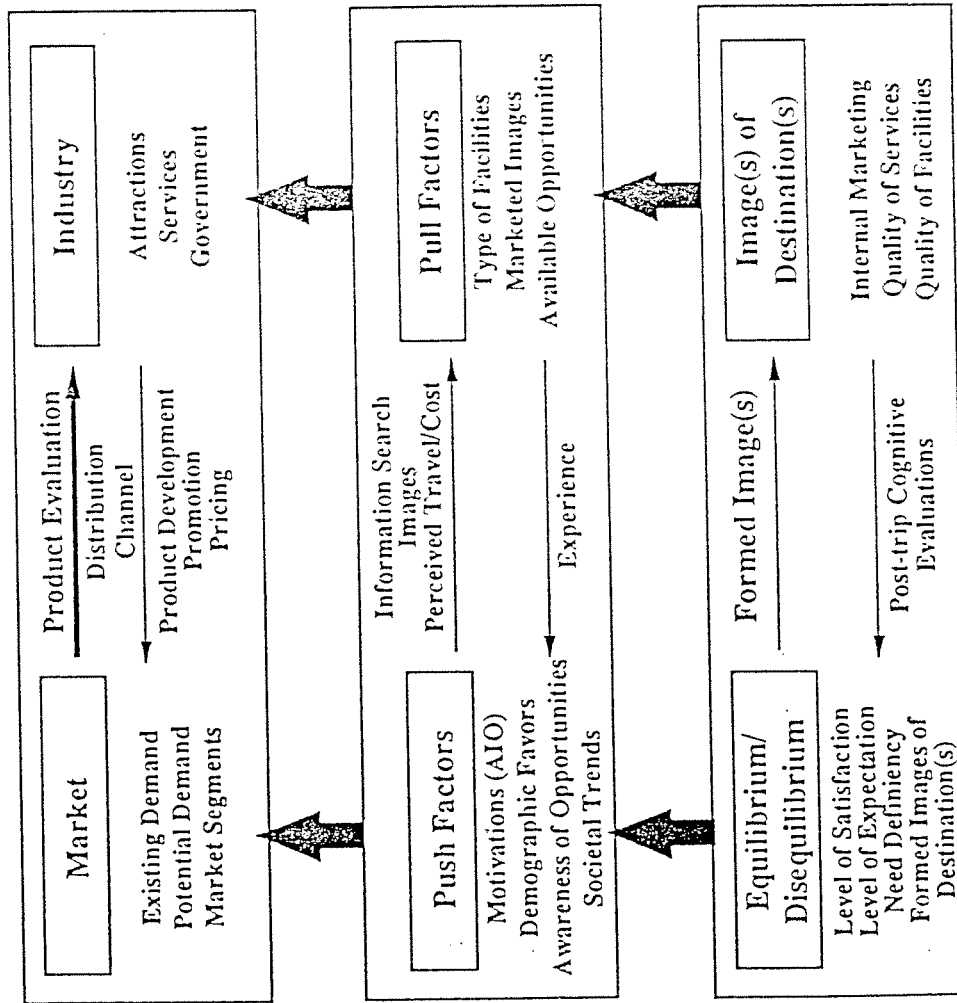 Market
Existing Demand
Potential Demand
Market Segments
Product Evaluation
Distribution
Channel
Product Development
Promotion
Pricing
Industry
Attractions
Services
Government
Push Factors
Motivations (AIO)
Demographic Favors
Awareness of Opportunities
Societal Trends
Information Search
Images
Perceived Travel/Cost
Experience
Pull Factors
Type of Facilities
Marketed Images
Available Opportunities
Equilibrium/
Disequilibrium
Level of Satisfaction
Level of Expectation
Need Definiency
Formed Images of
Destination(s)
Formed Image(s)
Post-trip Cognitive
Evaluations
Image(s) of
Destination(s)
Internal Marketing
Quality of Services
Quality of Facilities